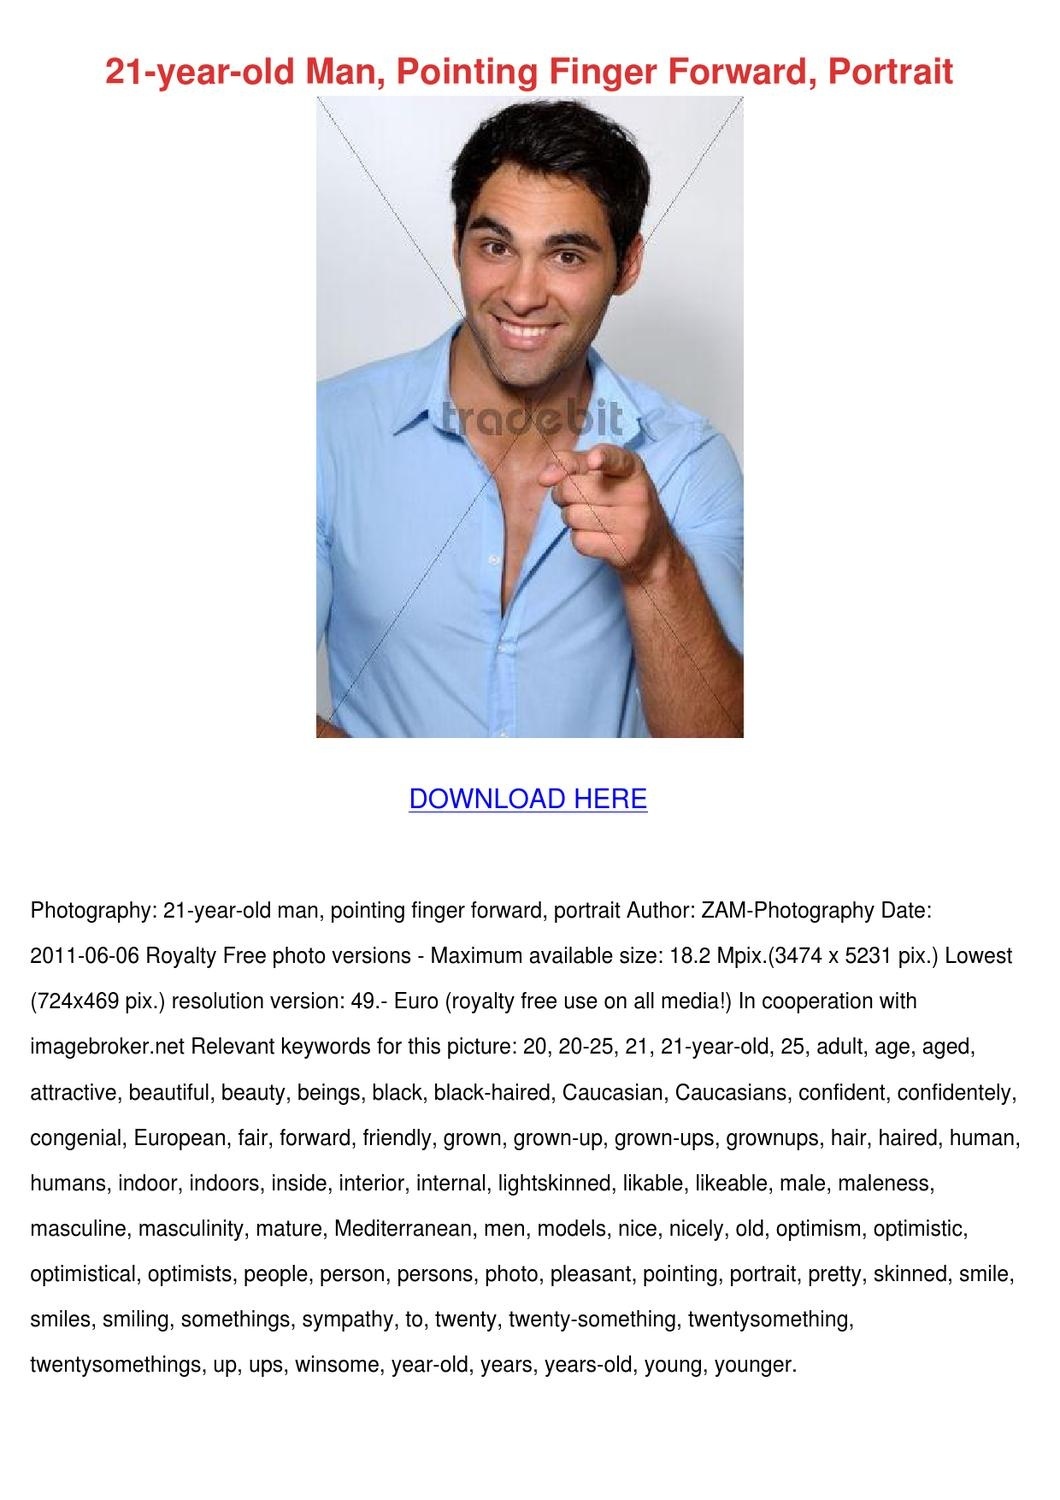 21-year-old Man, Pointing Finger Forward, Portrait
tradebit
DOWNLOAD HERE
Photography: 21-year-old man, pointing finger forward, portrait Author: ZAM-Photography Date:
2011-06-06 Royalty Free photo versions - Maximum available size: 18.2 Mpix.(3474 x 5231 pix.) Lowest
(724x469 pix.) resolution version: 49.- Euro (royalty free use on all media!) In cooperation with
imagebroker.net Relevant keywords for this picture: 20, 20-25, 21, 21-year-old, 25, adult, age, aged,
attractive, beautiful, beauty, beings, black, black-haired, Caucasian, Caucasians, confident, confidentely,
congenial, European, fair, forward, friendly, grown, grown-up, grown-ups, grownups, hair, haired, human,
humans, indoor, indoors, inside, interior, internal, lightskinned, likable, likeable, male, maleness,
masculine, masculinity, mature, Mediterranean, men, models, nice, nicely, old, optimism, optimistic,
optimistical, optimists, people, person, persons, photo, pleasant, pointing, portrait, pretty, skinned, smile,
smiles, smiling, somethings, sympathy, to, twenty, twenty-something, twentysomething,
twentysomethings, up, ups, winsome, year-old, years, years-old, young, younger.